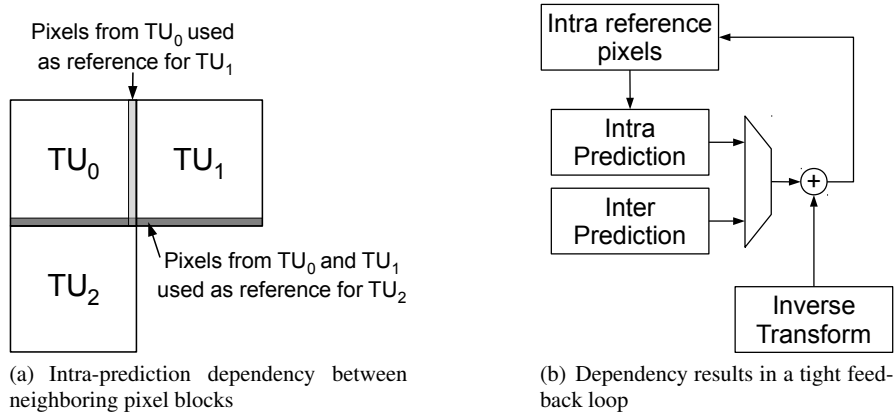 Pixels from TU0 used
as reference for TU1
TU0
TU1
Pixels from TU0 and TU1
used as reference for TU2
TU2
(a) Intra-prediction dependency between
neighboring pixel blocks
Intra reference
pixels
Intra
Prediction
Inter
Prediction
+
Inverse
Transform
(b) Dependency results in a tight feed-
back loop